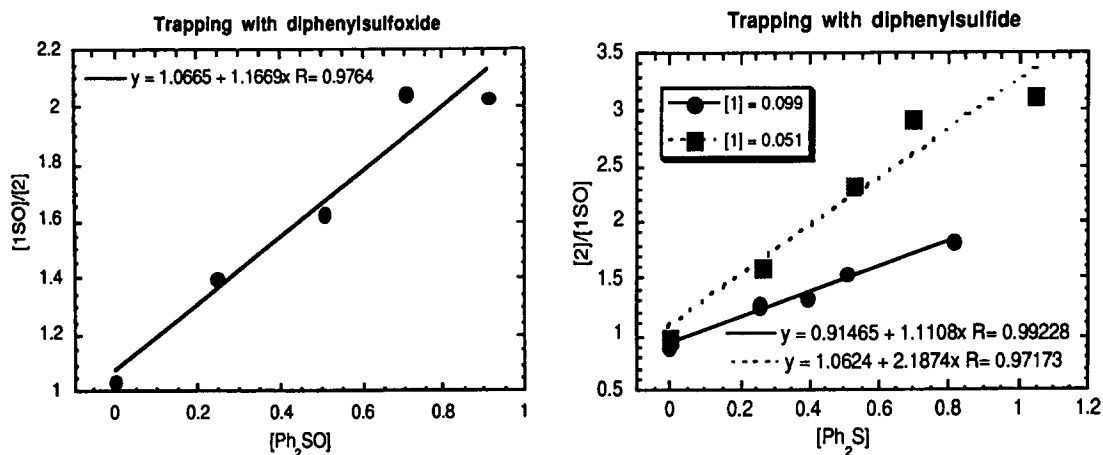 Trapping with diphenylsulfoxide
2.2
2
1.8
1.6
1.4
1.2
1
y = 1.0665 + 1.1669x R= 0.9764
[1SO]/[2]
0 0.2 0.4 0.6 0.8 1
[Ph2SO]
Trapping with diphenylsulfide
3.5
3
2.5
2
1.5
1
0.5
[1] = 0.099
[1] = 0.051
[2]/[1SO]
y = 0.91465 + 1.1108x R= 0.99228
y = 1.0624 + 2.1874x R= 0.97173
0 0.2 0.4 0.6 0.8 1 1.2
[Ph2S]